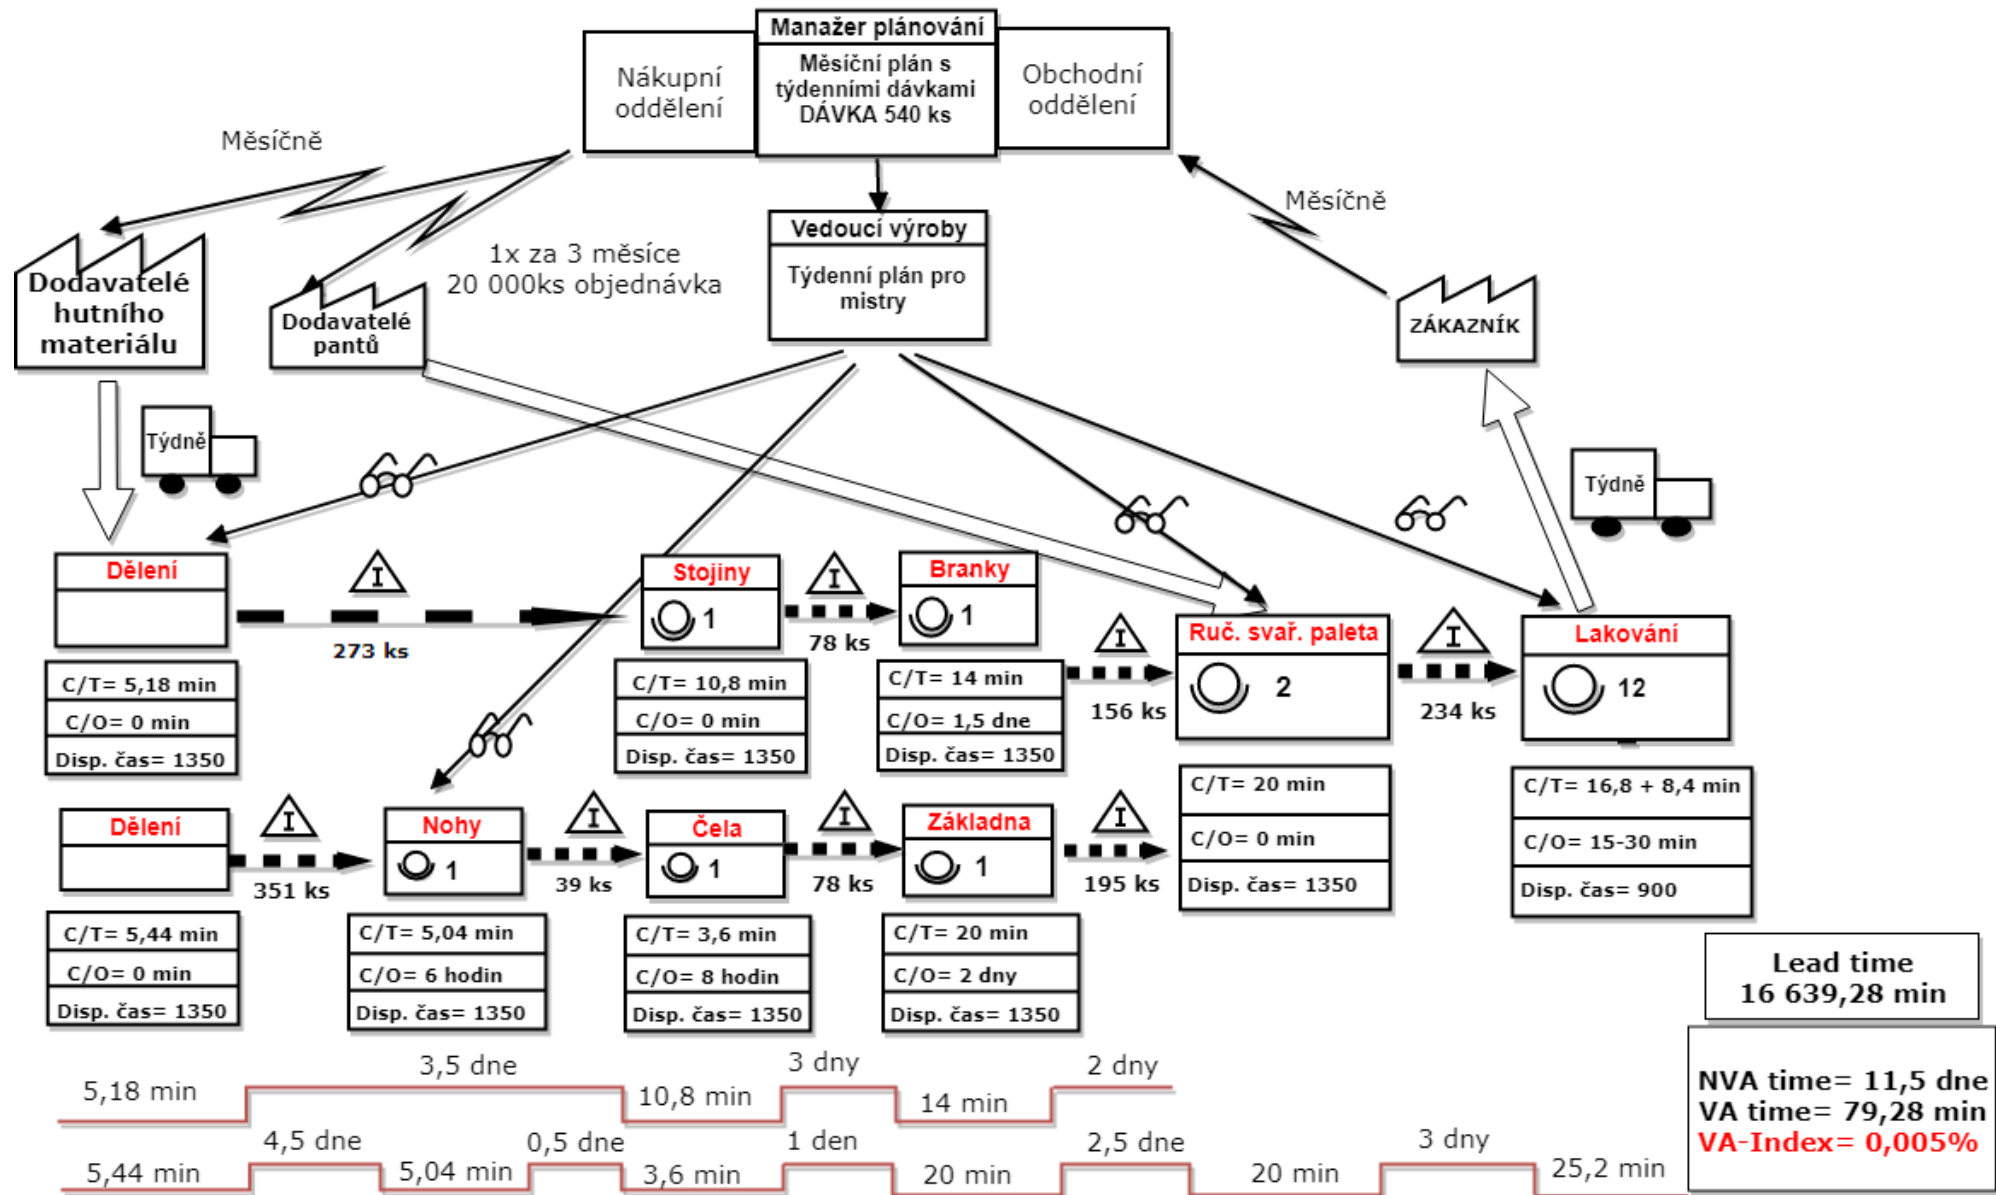 Manažer plánování
Měsíční plán s
týdenními dávkami
DÁVKA 540 ks
Nákupní
oddělení
Obchodní
oddělení
Měsíčně
Měsíčně
1x za 3 měsíce
20 000ks objednávka
Vedoucí výroby
Týdenní plán pro
mistry
Dodavatelé
hutního
materiálu
Dodavatelé
pantů
ZÁKAZNÍK
Týdně
Týdně
Dělení
I
273 ks
Stojiny
1
I
78 ks
Branky
1
I
156 ks
Ruč. svař. paleta
2
I
234 ks
Lakování
12
C/T= 5,18 min
C/O= 0 min
Disp. čas= 1350
C/T= 10,8 min
C/O= 0 min
Disp. čas= 1350
C/T= 14 min
C/O= 1,5 dne
Disp. čas= 1350
C/T= 20 min
C/O= 0 min
Disp. čas= 1350
C/T= 16,8 + 8,4 min
C/O= 15-30 min
Disp. čas= 900
Dělení
I
351 ks
Nohy
1
I
39 ks
Čela
1
I
78 ks
Základna
1
I
195 ks
C/T= 5,44 min
C/O= 0 min
Disp. čas= 1350
C/T= 5,04 min
C/O= 6 hodin
Disp. čas= 1350
C/T= 3,6 min
C/O= 8 hodin
Disp. čas= 1350
C/T= 20 min
C/O= 2 dny
Disp. čas= 1350
Lead time
16 639,28 min
NVA time= 11,5 dne
VA time= 79,28 min
VA-Index= 0,005%
5,18 min
3,5 dne
10,8 min
3 dny
14 min
2 dny
5,44 min
4,5 dne
5,04 min
0,5 dne
3,6 min
1 den
20 min
2,5 dne
20 min
3 dny
25,2 min